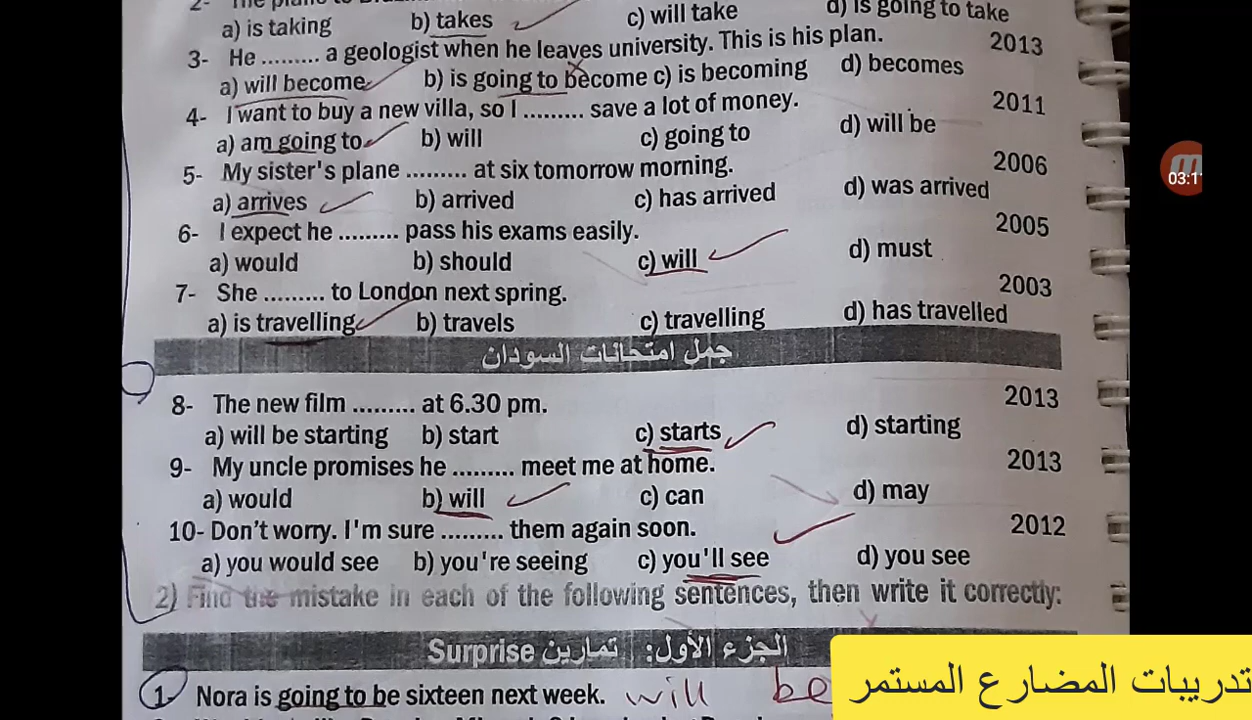 a) is taking b) takes c) will take d) is going to take
3- He ......... a geologist when he leaves university. This is his plan. 2013
a) will become b) is going to become c) is becoming d) becomes
4- I want to buy a new villa, so I ......... save a lot of money. 2011
a) am going to b) will c) going to d) will be
5- My sister's plane ......... at six tomorrow morning. 2006
a) arrives b) arrived c) has arrived d) was arrived
6- I expect he ......... pass his exams easily. 2005
a) would b) should c) will d) must
7- She ......... to London next spring. 2003
a) is travelling b) travels c) travelling d) has travelled
جمل امتحانات السودان
8- The new film ......... at 6.30 pm. 2013
a) will be starting b) start c) starts d) starting
9- My uncle promises he ......... meet me at home. 2013
a) would b) will c) can d) may
10- Don't worry. I'm sure ......... them again soon. 2012
a) you would see b) you're seeing c) you'll see d) you see
2) Find the mistake in each of the following sentences, then write it correctly:
الجزء الأول: تمارين Surprise
1 Nora is going to be sixteen next week. will be
تدريبات المضارع المستمر
03:1